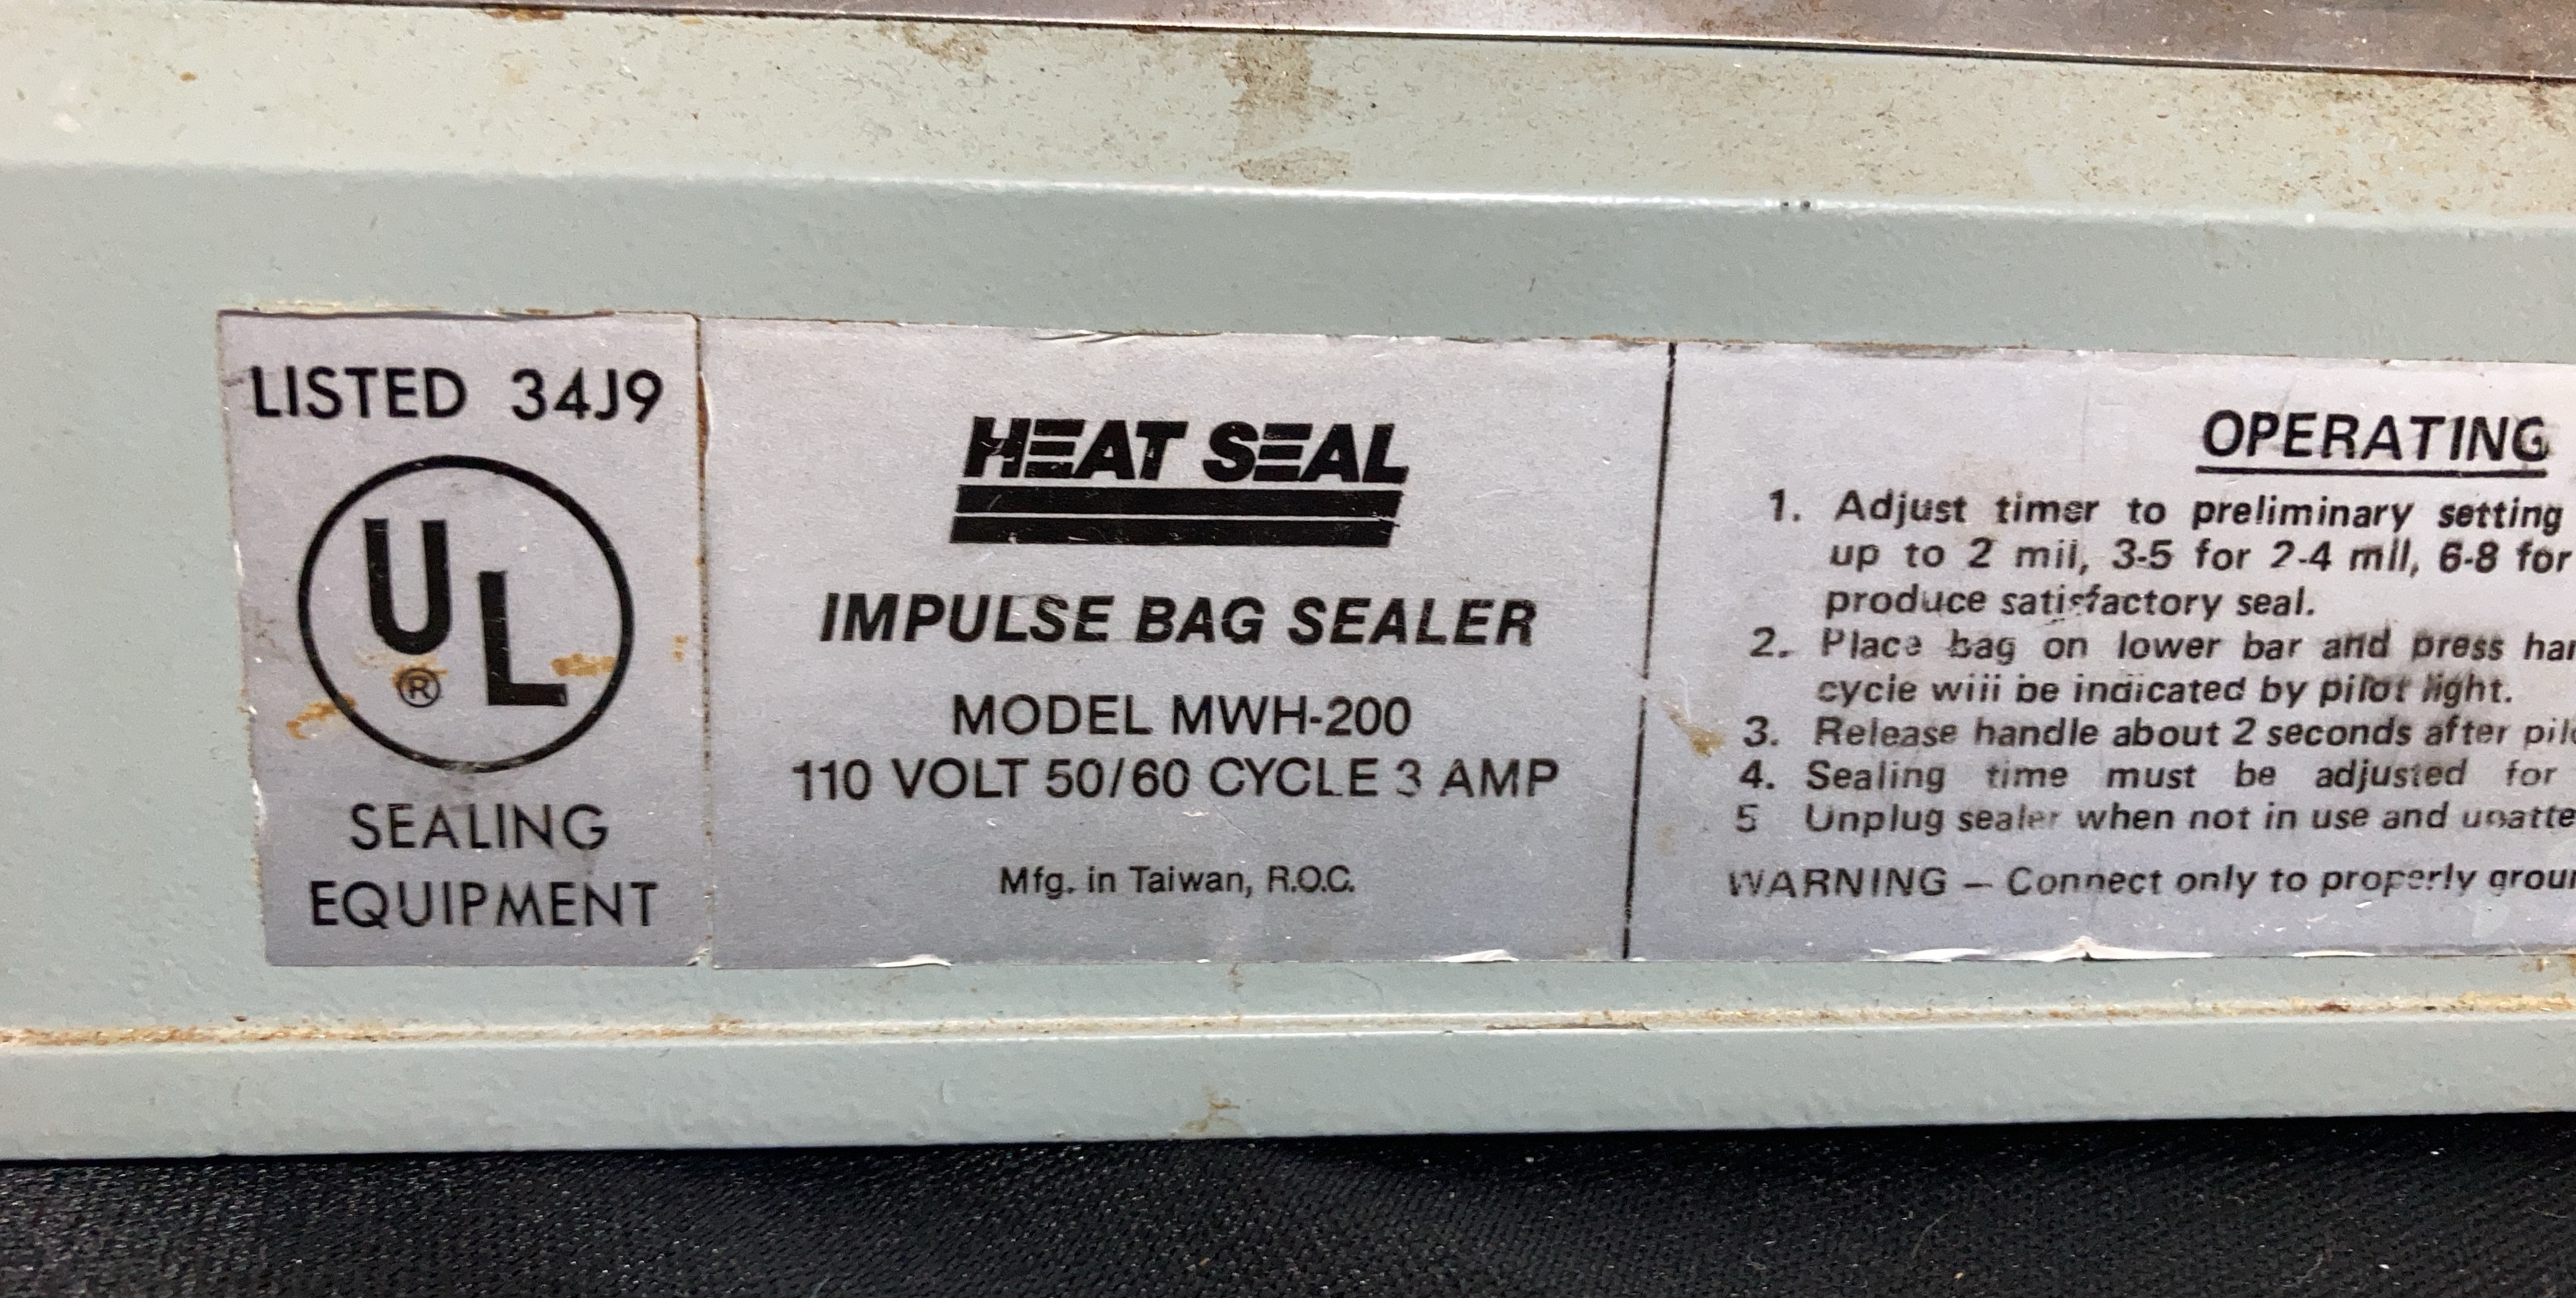 LISTED 34J9
UL
®
SEALING
EQUIPMENT
HEAT SEAL
IMPULSE BAG SEALER
MODEL MWH-200
110 VOLT 50/60 CYCLE 3 AMP
Mfg. in Taiwan, R.O.C.
OPERATING
1. Adjust timer to preliminary setting
up to 2 mil, 3-5 for 2-4 mil, 6-8 for
produce satisfactory seal.
2. Place bag on lower bar and press
cycle will be indicated by pilot light.
3. Release handle about 2 seconds after
4. Sealing time must be adjusted for
5 Unplug sealer when not in use and
WARNING – Connect only to properly